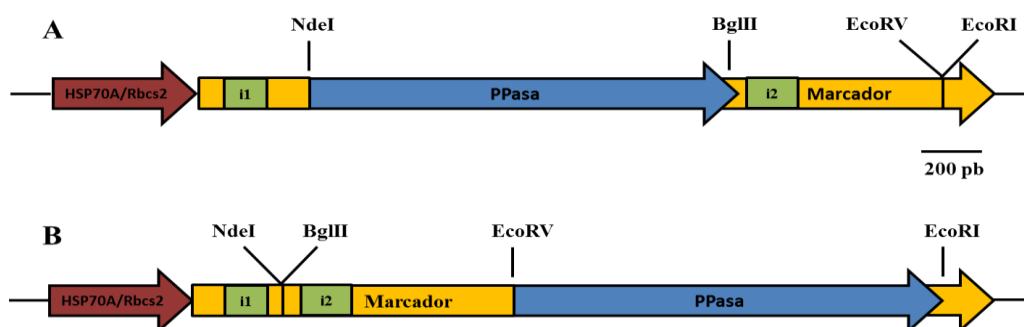 A
NdeI
BglII
EcoRV
EcoRI
HSP70A/Rbcs2
i1
PPasa
i2
Marcador
200 pb
B
NdeI
BglII
EcoRV
EcoRI
HSP70A/Rbcs2
i1
i2
Marcador
PPasa